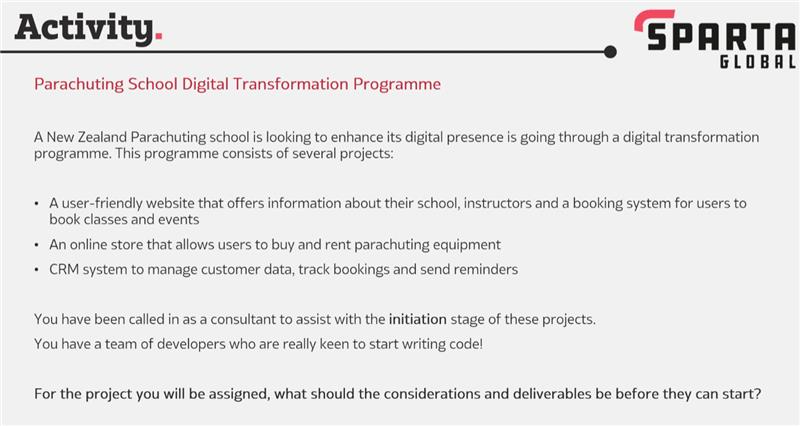 Activity.
SPARTA
GLOBAL
Parachuting School Digital Transformation Programme
A New Zealand Parachuting school is looking to enhance its digital presence is going through a digital transformation
programme. This programme consists of several projects:
• A user-friendly website that offers information about their school, instructors and a booking system for users to
book classes and events
• An online store that allows users to buy and rent parachuting equipment
• CRM system to manage customer data, track bookings and send reminders
You have been called in as a consultant to assist with the initiation stage of these projects.
You have a team of developers who are really keen to start writing code!
For the project you will be assigned, what should the considerations and deliverables be before they can start?